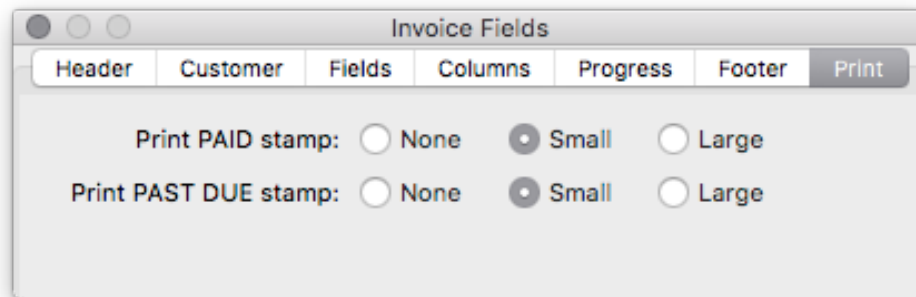 Invoice Fields
Header Customer Fields Columns Progress Footer Print
Print PAID stamp: None Small Large
Print PAST DUE stamp: None Small Large